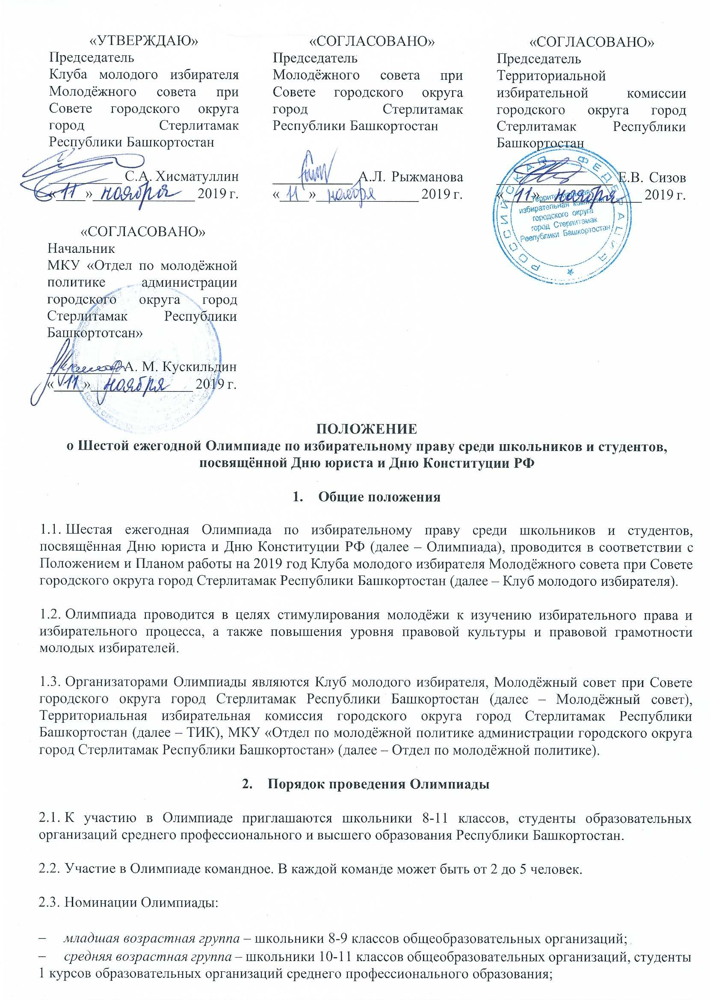 «УТВЕРЖДАЮ»
Председатель
Клуба молодого избирателя
Молодёжного совета при
Совете городского округа
город Стерлитамак
Республики Башкортостан
____________ С.А. Хисматуллин
«11» ноября 2019 г.
«СОГЛАСОВАНО»
Председатель
Молодёжного совета при
Совете городского округа
город Стерлитамак
Республики Башкортостан
____________ А.Л. Рыжманова
«11» ноября 2019 г.
«СОГЛАСОВАНО»
Председатель
Территориальной
избирательной комиссии
городского округа город
Стерлитамак Республики
Башкортостан
____________ Е.В. Сизов
«11» ноября 2019 г.
РОССИЙСКАЯ ФЕДЕРАЦИЯ
Территориальная
избирательная комиссия
городского округа
город Стерлитамак
Республики Башкортостан
«СОГЛАСОВАНО»
Начальник
МКУ «Отдел по молодёжной
политике администрации
городского округа город
Стерлитамак Республики
Башкортотсан»
____________ А. М. Кускильдин
«11» ноября 2019 г.
ПОЛОЖЕНИЕ
о Шестой ежегодной Олимпиаде по избирательному праву среди школьников и студентов,
посвящённой Дню юриста и Дню Конституции РФ
1. Общие положения
1.1. Шестая ежегодная Олимпиада по избирательному праву среди школьников и студентов,
посвящённая Дню юриста и Дню Конституции РФ (далее – Олимпиада), проводится в соответствии с
Положением и Планом работы на 2019 год Клуба молодого избирателя Молодёжного совета при Совете
городского округа город Стерлитамак Республики Башкортостан (далее – Клуб молодого избирателя).
1.2. Олимпиада проводится в целях стимулирования молодёжи к изучению избирательного права и
избирательного процесса, а также повышения уровня правовой культуры и правовой грамотности
молодых избирателей.
1.3. Организаторами Олимпиады являются Клуб молодого избирателя, Молодёжный совет при Совете
городского округа город Стерлитамак Республики Башкортостан (далее – Молодёжный совет),
Территориальная избирательная комиссия городского округа город Стерлитамак Республики
Башкортостан (далее – ТИК), МКУ «Отдел по молодёжной политике администрации городского округа
город Стерлитамак Республики Башкортостан» (далее – Отдел по молодёжной политике).
2. Порядок проведения Олимпиады
2.1. К участию в Олимпиаде приглашаются школьники 8-11 классов, студенты образовательных
организаций среднего профессионального и высшего образования Республики Башкортостан.
2.2. Участие в Олимпиаде командное. В каждой команде может быть от 2 до 5 человек.
2.3. Номинации Олимпиады:
– младшая возрастная группа – школьники 8-9 классов общеобразовательных организаций;
– средняя возрастная группа – школьники 10-11 классов общеобразовательных организаций, студенты
1 курсов образовательных организаций среднего профессионального образования;